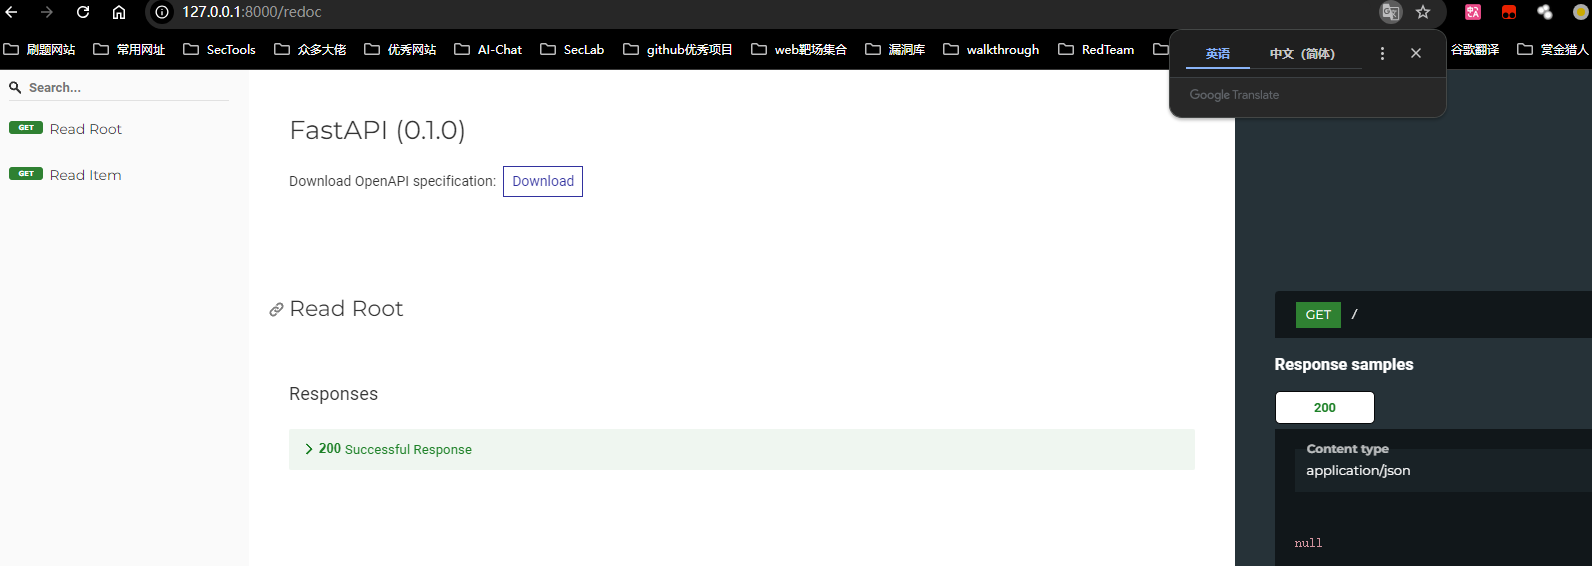 127.0.0.1:8000/redoc
刷题网站 常用网址 SecTools 众多大佬 优秀网站 AI-Chat SecLab github优秀项目 web靶场集合 漏洞库 walkthrough RedTeam 谷歌翻译 赏金猎人
英语 中文（简体）
Google Translate
Search...
GET Read Root
GET Read Item
FastAPI (0.1.0)
Download OpenAPI specification: Download
Read Root
Responses
200 Successful Response
GET /
Response samples
200
Content type
application/json
null